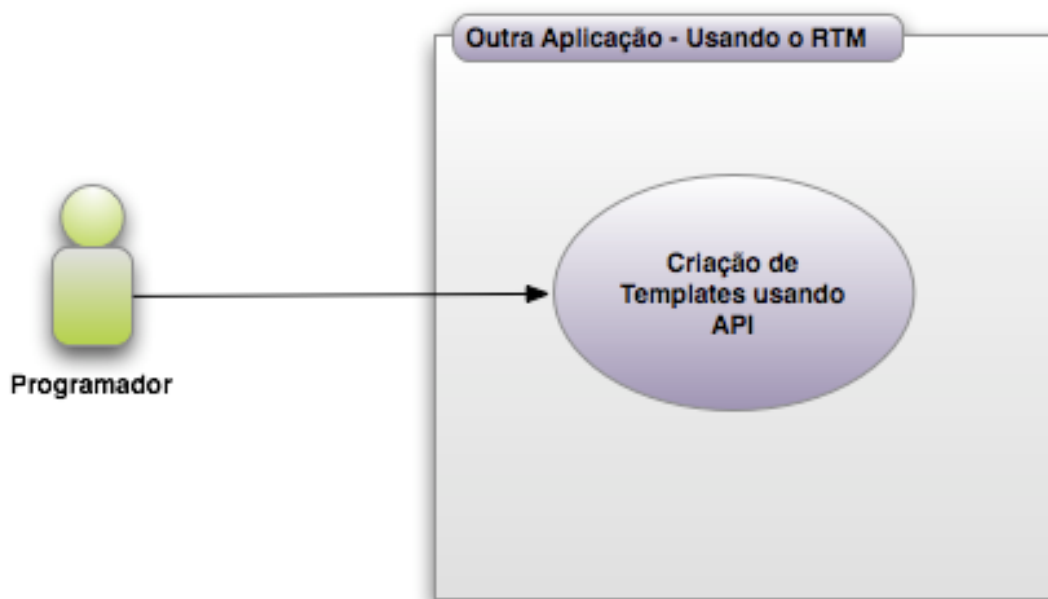 Outra Aplicação - Usando o RTM
Criação de
Templates usando
API
Programador